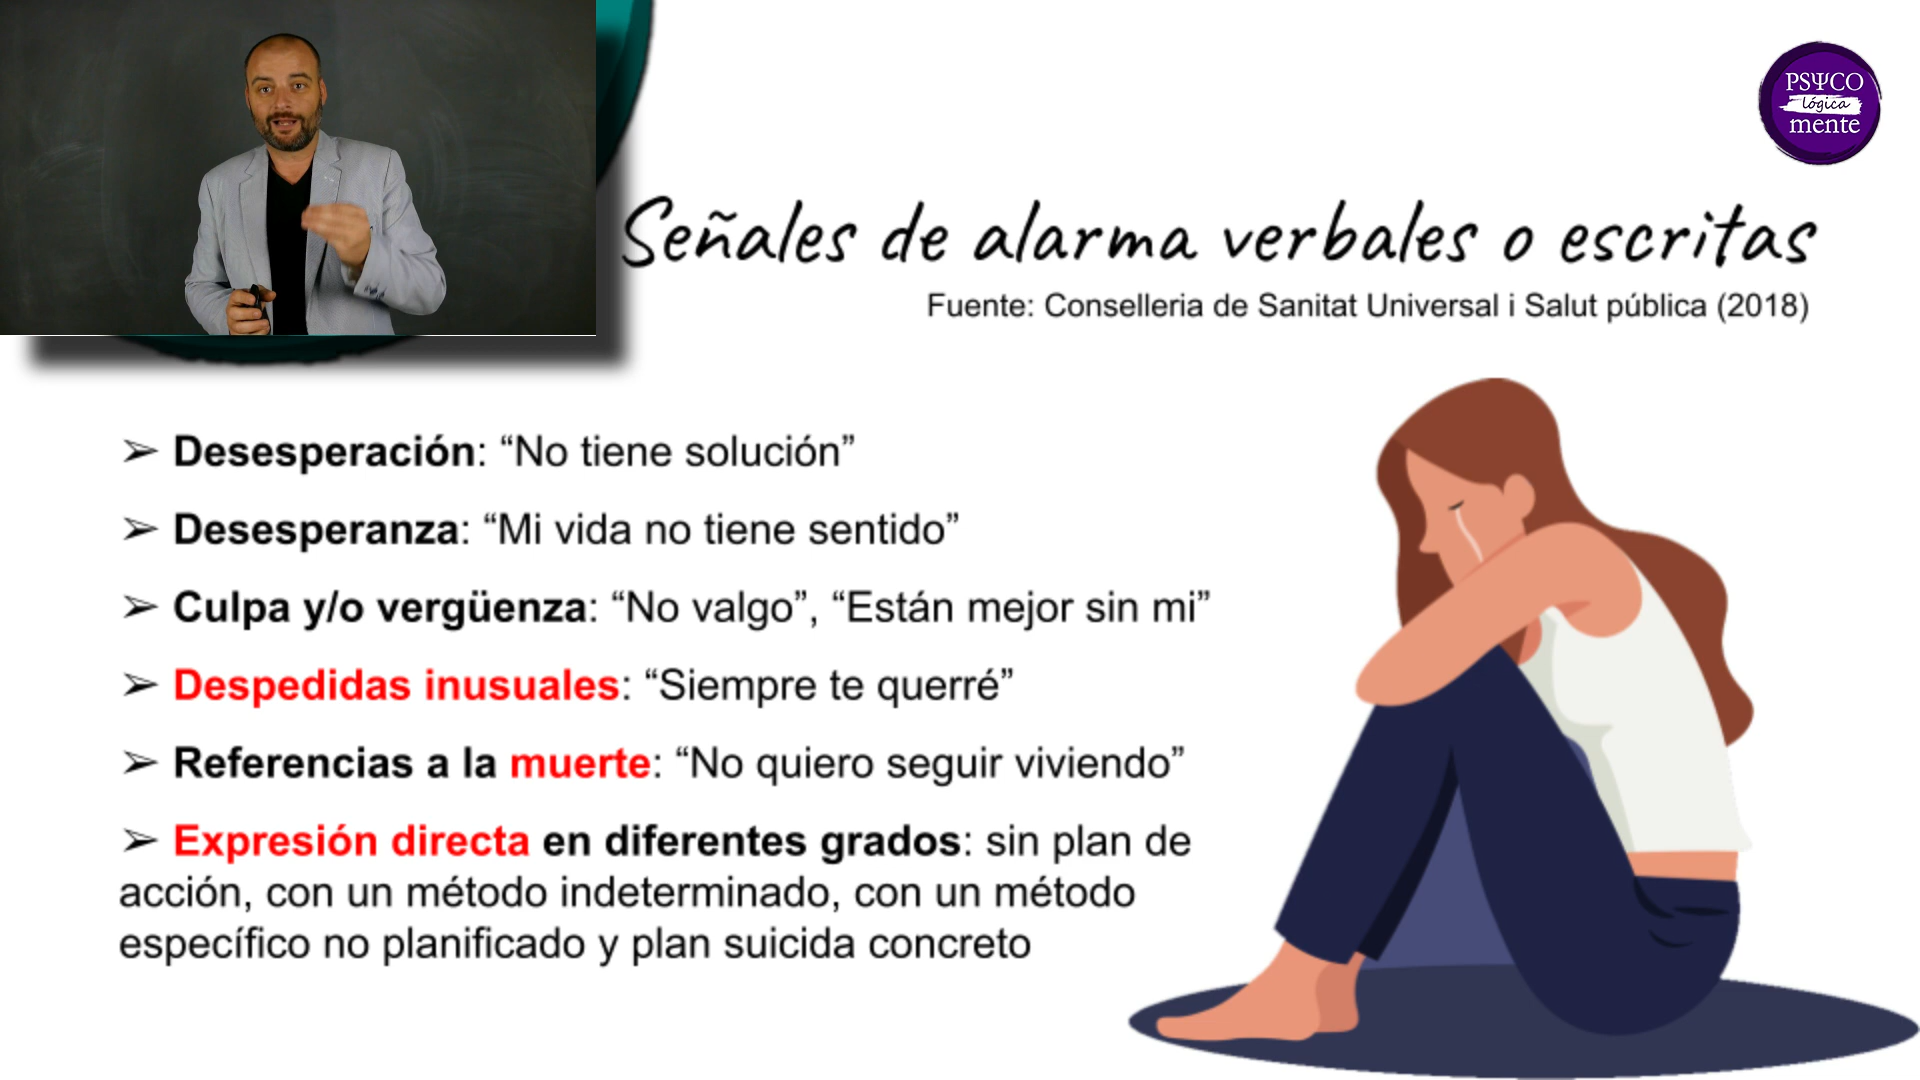 PSΨCO
lógica
mente
Señales de alarma verbales o escritas
Fuente: Conselleria de Sanitat Universal i Salut pública (2018)
➢ Desesperación: “No tiene solución”
➢ Desesperanza: “Mi vida no tiene sentido”
➢ Culpa y/o vergüenza: “No valgo”, “Están mejor sin mi”
➢ Despedidas inusuales: “Siempre te querré”
➢ Referencias a la muerte: “No quiero seguir viviendo”
➢ Expresión directa en diferentes grados: sin plan de
acción, con un método indeterminado, con un método
específico no planificado y plan suicida concreto